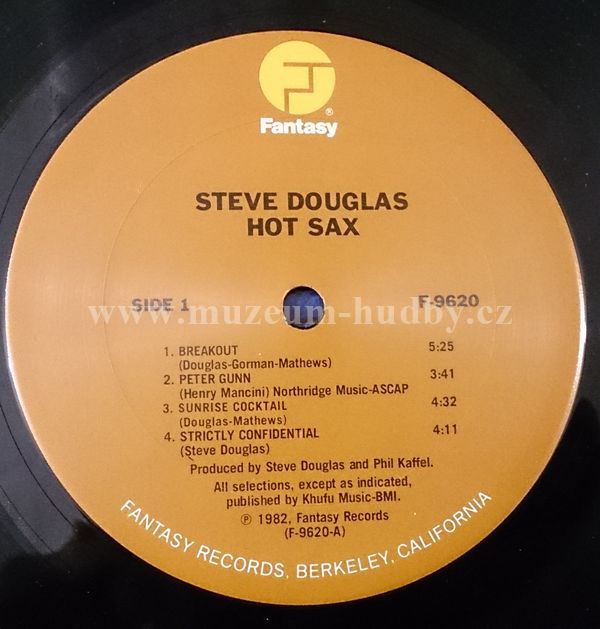 ®
Fantasy
STEVE DOUGLAS
HOT SAX
SIDE 1
F-9620
www.muzeum-hudby.cz
1. BREAKOUT 5:25
(Douglas-Gorman-Mathews)
2. PETER GUNN 3:41
(Henry Mancini) Northridge Music-ASCAP
3. SUNRISE COCKTAIL 4:32
(Douglas-Mathews)
4. STRICTLY CONFIDENTIAL 4:11
(Steve Douglas)
Produced by Steve Douglas and Phil Kaffel.
All selections, except as indicated,
published by Khufu Music-BMI.
℗ 1982, Fantasy Records
(F-9620-A)
FANTASY RECORDS, BERKELEY, CALIFORNIA